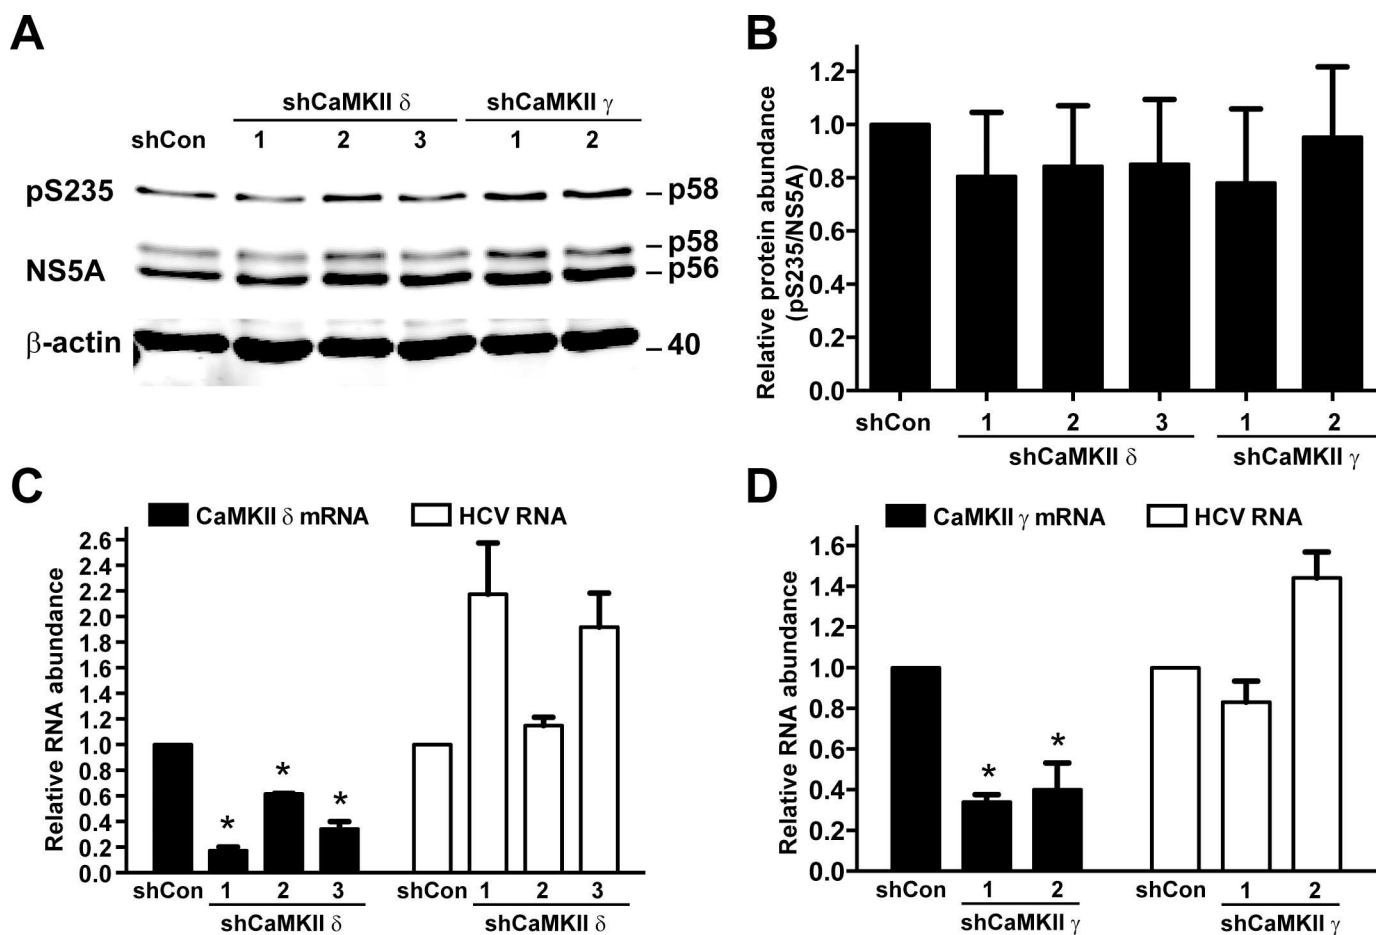 A
shCaMKII δ
shCaMKII γ
shCon 1 2 3 1 2
pS235
p58
p58
NS5A
p56
β-actin
40
B
Relative protein abundance
(pS235/NS5A)
1.2
1.0
0.8
0.6
0.4
0.2
0.0
shCon 1 2 3 1 2
shCaMKII δ shCaMKII γ
C
CaMKII δ mRNA HCV RNA
Relative RNA abundance
2.6
2.4
2.2
2.0
1.8
1.6
1.4
1.2
1.0
0.8
0.6
0.4
0.2
0.0
* * *
shCon 1 2 3 shCon 1 2 3
shCaMKII δ shCaMKII δ
D
CaMKII γ mRNA HCV RNA
Relative RNA abundance
1.6
1.4
1.2
1.0
0.8
0.6
0.4
0.2
0.0
* *
shCon 1 2 shCon 1 2
shCaMKII γ shCaMKII γ